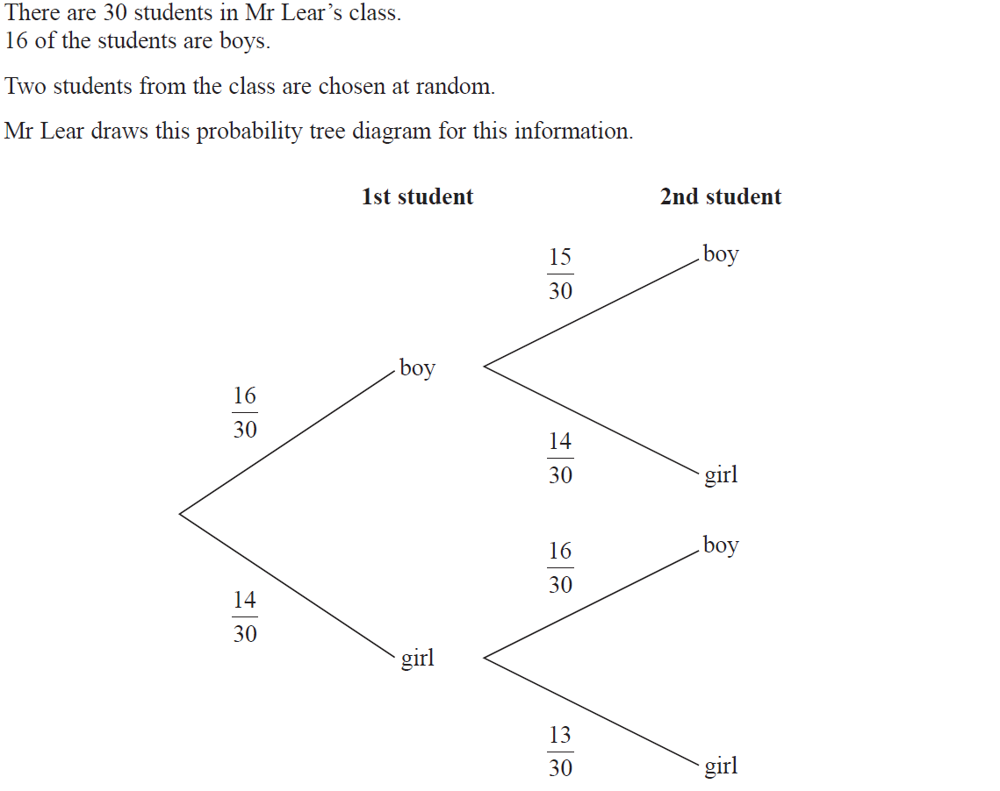 There are 30 students in Mr Lear’s class.
16 of the students are boys.
Two students from the class are chosen at random.
Mr Lear draws this probability tree diagram for this information.
1st student 2nd student
15
30
boy
16
30
boy
14
30
girl
14
30
girl
16
30
boy
13
30
girl